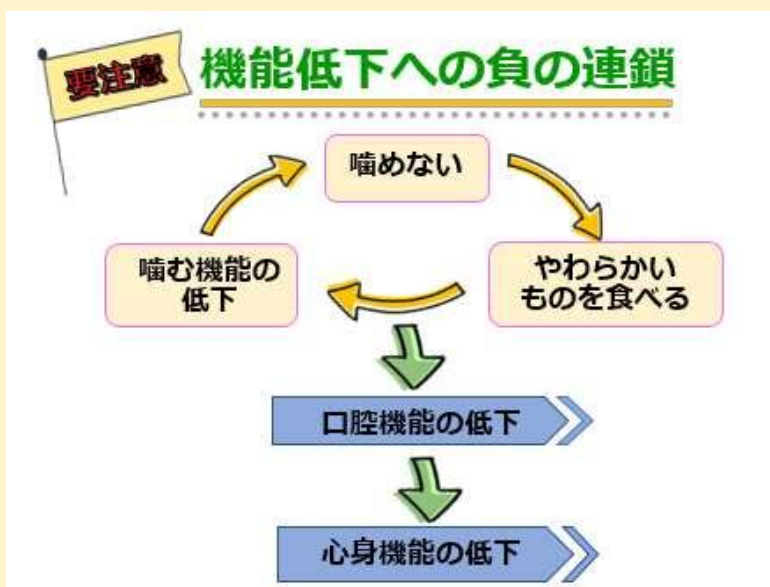 要注意
機能低下への負の連鎖
噛めない
やわらかい
ものを食べる
噛む機能の
低下
口腔機能の低下
心身機能の低下